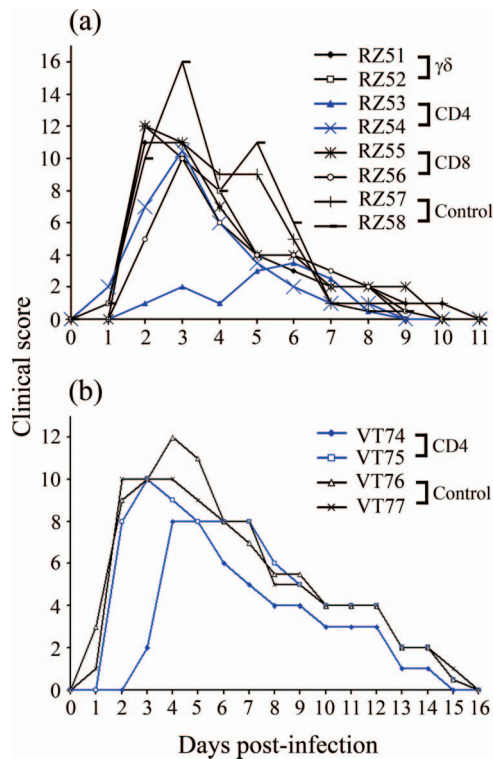 (a)
16
14
12
10
8
6
4
2
0
RZ51
RZ52
γδ
RZ53
RZ54
CD4
RZ55
RZ56
CD8
RZ57
RZ58
Control
0 1 2 3 4 5 6 7 8 9 10 11
Clinical score
(b)
12
10
8
6
4
2
0
VT74
VT75
CD4
VT76
VT77
Control
0 1 2 3 4 5 6 7 8 9 10 11 12 13 14 15 16
Days post-infection